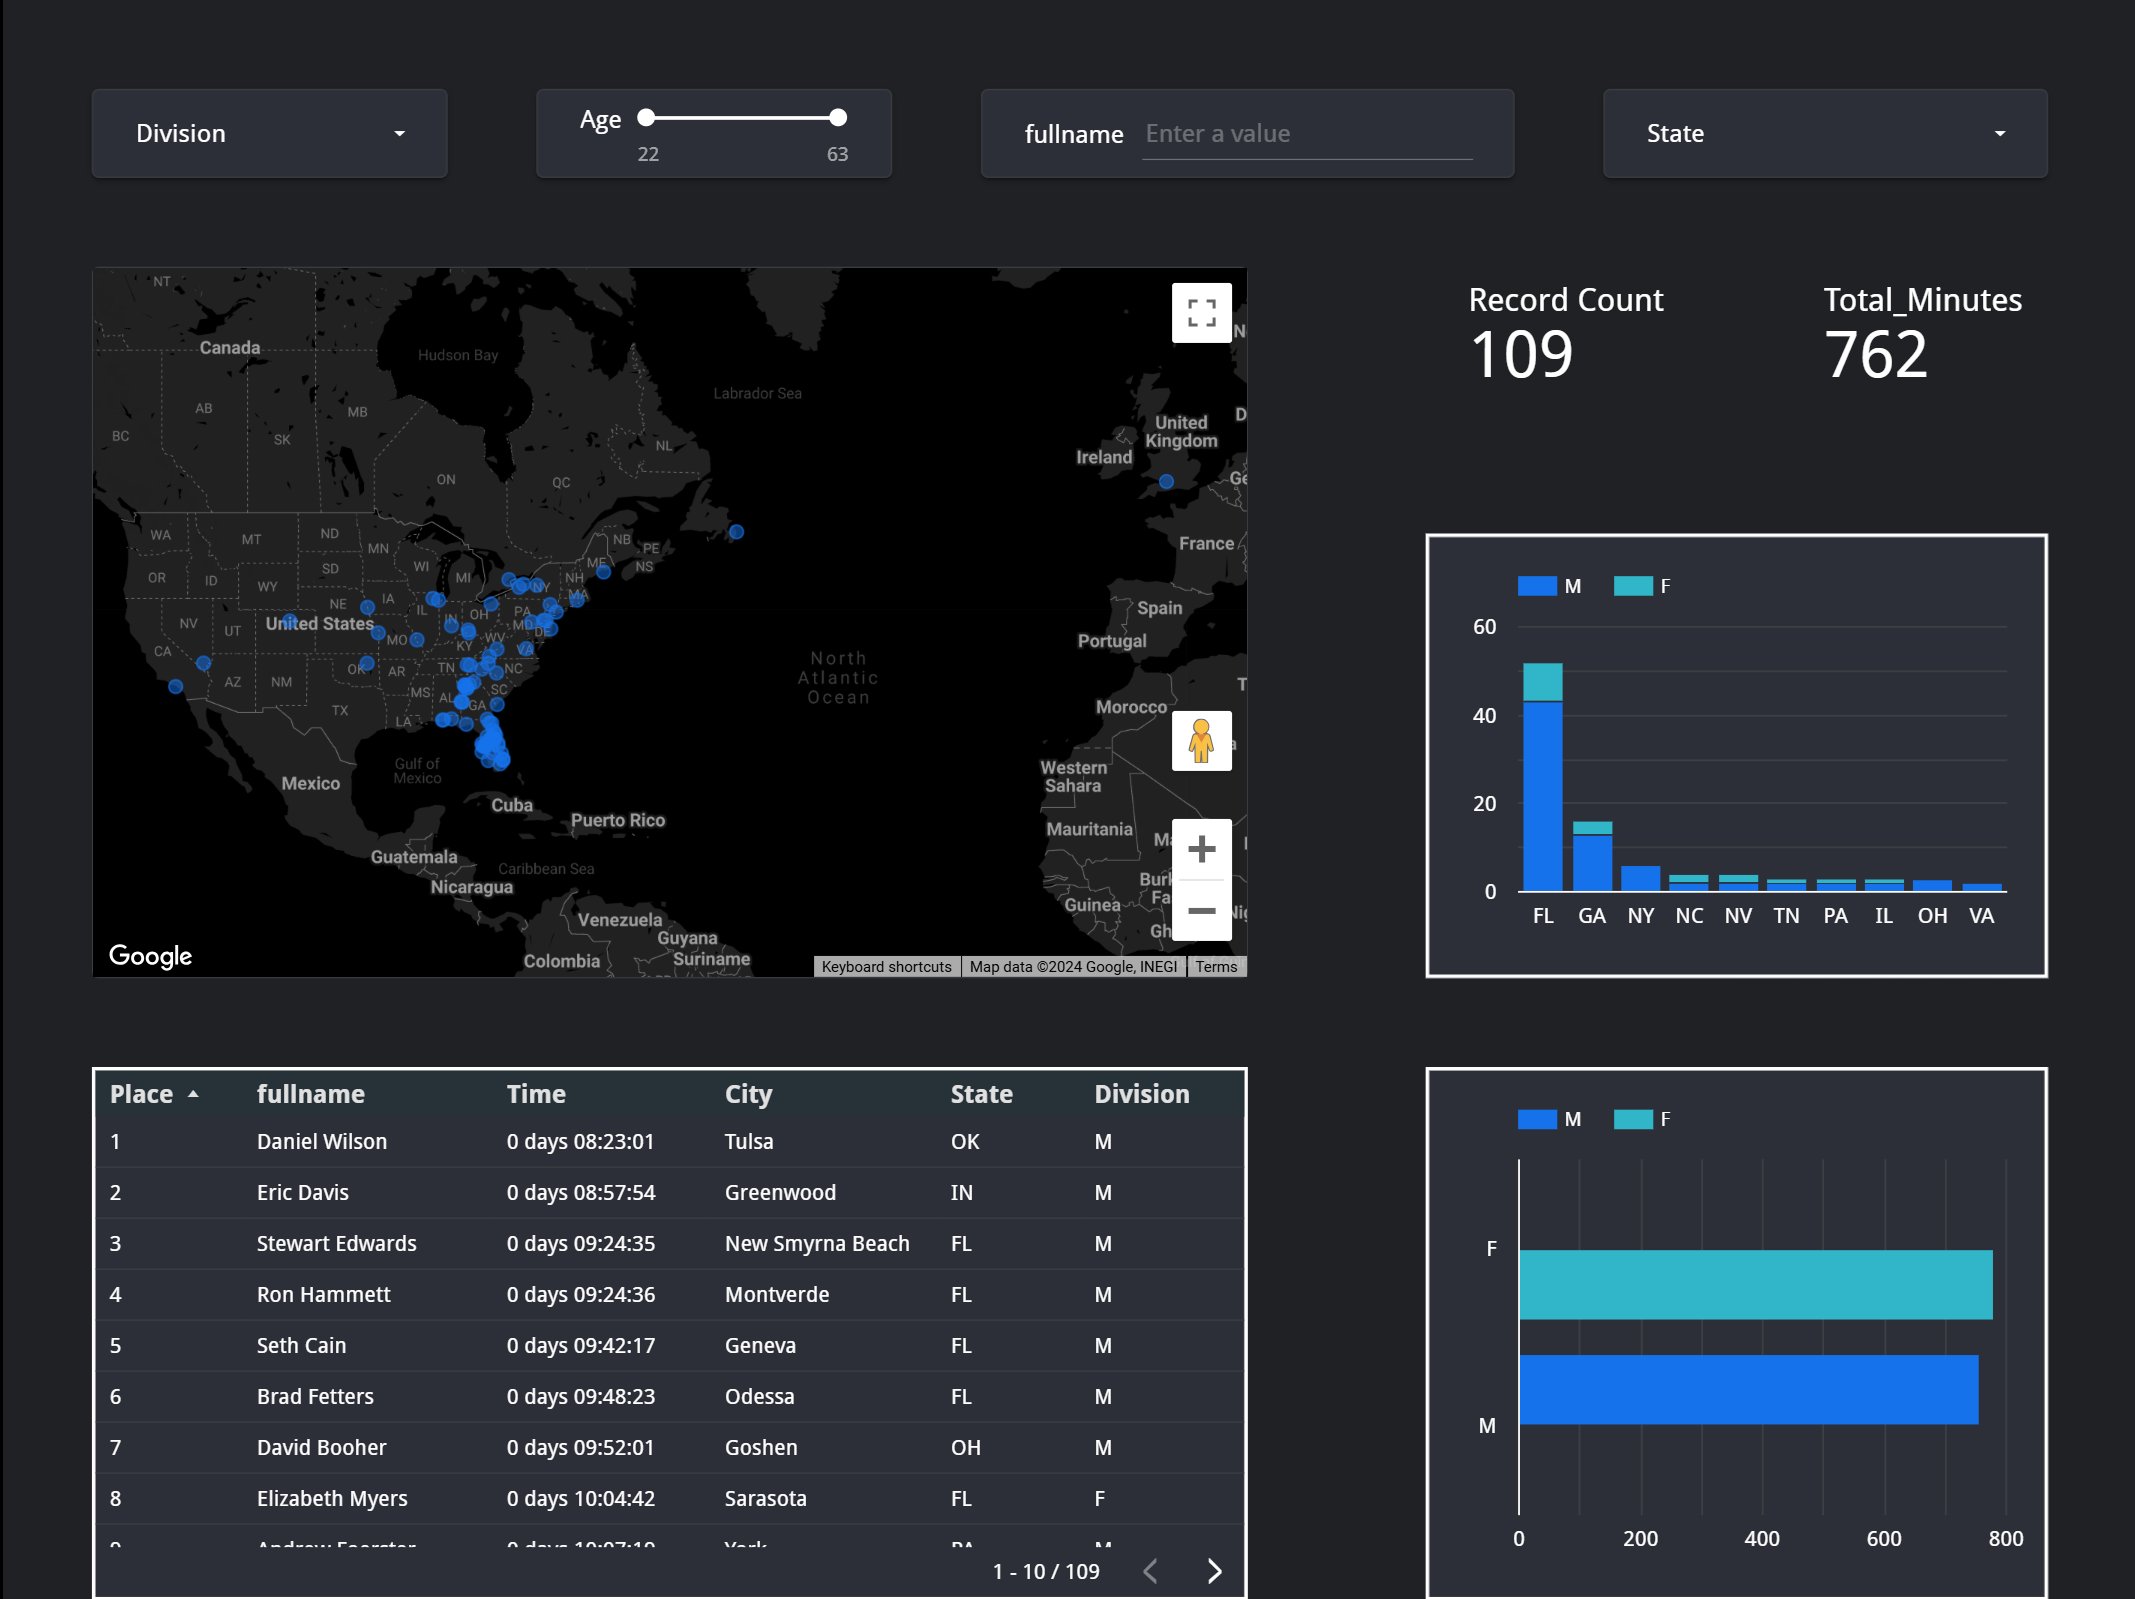 Division
Age
22 63
fullname Enter a value
State
NT
Canada
Hudson Bay
Labrador Sea
AB
MB
BC
SK
NL
ON
QC
United
Kingdom
Ireland
France
Spain
Portugal
Morocco
Western
Sahara
Mauritania
Guinea
WA
MT
ND
MN
NB
PE
NS
ME
OR
ID
WY
SD
WI
MI
NH
NY
MA
NE
IA
IL
IN
OH
PA
NV
UT
United States
MO
KY
WV
MD
DE
VA
CA
AZ
NM
OK
AR
TN
NC
MS
AL
GA
SC
TX
LA
North
Atlantic
Ocean
Gulf of
Mexico
Mexico
Cuba
Puerto Rico
Guatemala
Caribbean Sea
Nicaragua
Venezuela
Guyana
Suriname
Colombia
Google
Keyboard shortcuts
Map data ©2024 Google, INEGI
Terms
Record Count
109
Total_Minutes
762
M F
60
40
20
0
FL GA NY NC NV TN PA IL OH VA
Place fullname Time City State Division
1 Daniel Wilson 0 days 08:23:01 Tulsa OK M
2 Eric Davis 0 days 08:57:54 Greenwood IN M
3 Stewart Edwards 0 days 09:24:35 New Smyrna Beach FL M
4 Ron Hammett 0 days 09:24:36 Montverde FL M
5 Seth Cain 0 days 09:42:17 Geneva FL M
6 Brad Fetters 0 days 09:48:23 Odessa FL M
7 David Booher 0 days 09:52:01 Goshen OH M
8 Elizabeth Myers 0 days 10:04:42 Sarasota FL F
1 - 10 / 109
M F
F
M
0 200 400 600 800